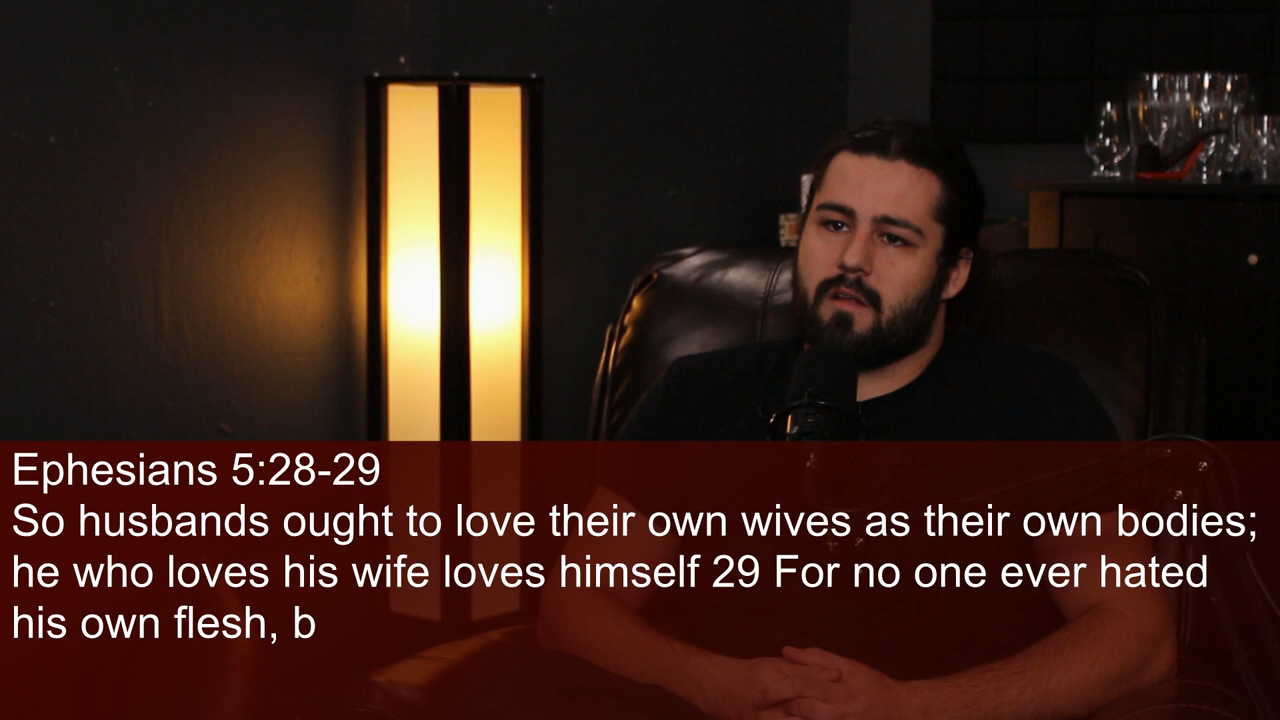 Ephesians 5:28-29
So husbands ought to love their own wives as their own bodies;
he who loves his wife loves himself 29 For no one ever hated
his own flesh, b